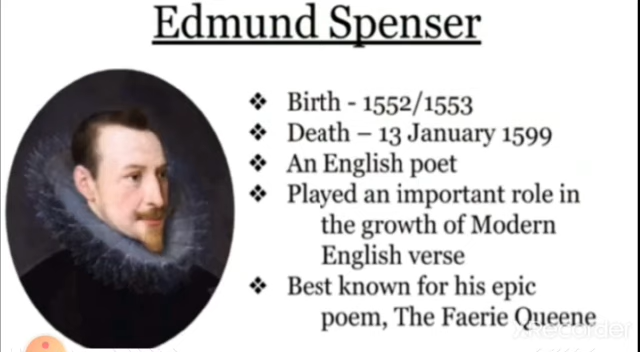 Edmund Spenser
❖ Birth - 1552/1553
❖ Death – 13 January 1599
❖ An English poet
❖ Played an important role in
the growth of Modern
English verse
❖ Best known for his epic
poem, The Faerie Queene
Recorder